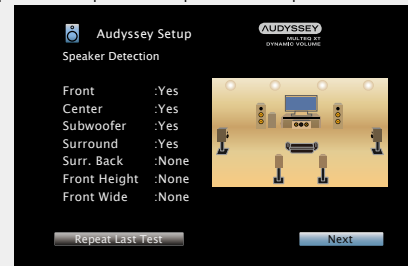 Audyssey Setup
AUDYSSEY
MULTEQ XT
DYNAMIC VOLUME
Speaker Detection
Front :Yes
Center :Yes
Subwoofer :Yes
Surround :Yes
Surr. Back :None
Front Height :None
Front Wide :None
Repeat Last Test
Next